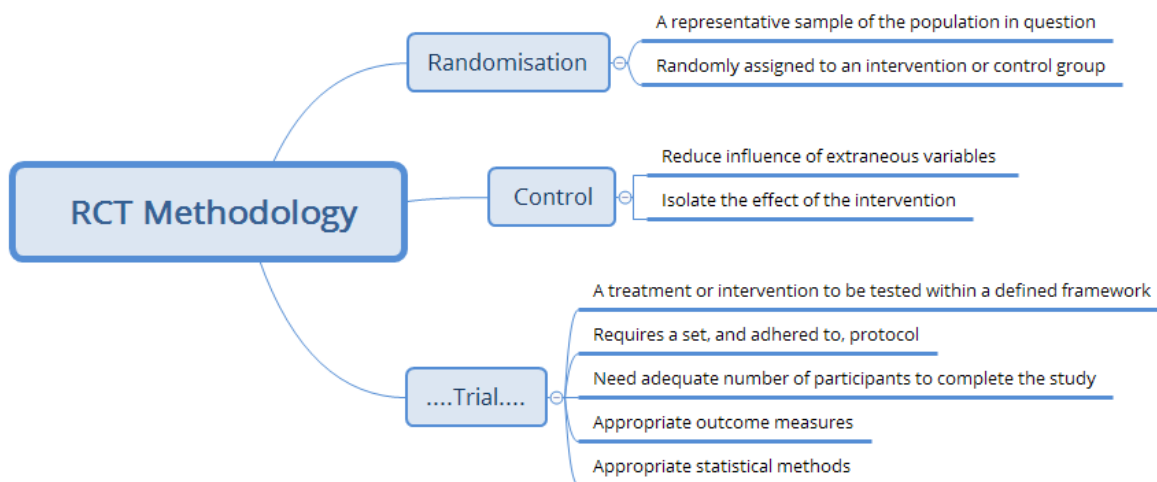 RCT Methodology
Randomisation
A representative sample of the population in question
Randomly assigned to an intervention or control group
Control
Reduce influence of extraneous variables
Isolate the effect of the intervention
....Trial....
A treatment or intervention to be tested within a defined framework
Requires a set, and adhered to, protocol
Need adequate number of participants to complete the study
Appropriate outcome measures
Appropriate statistical methods